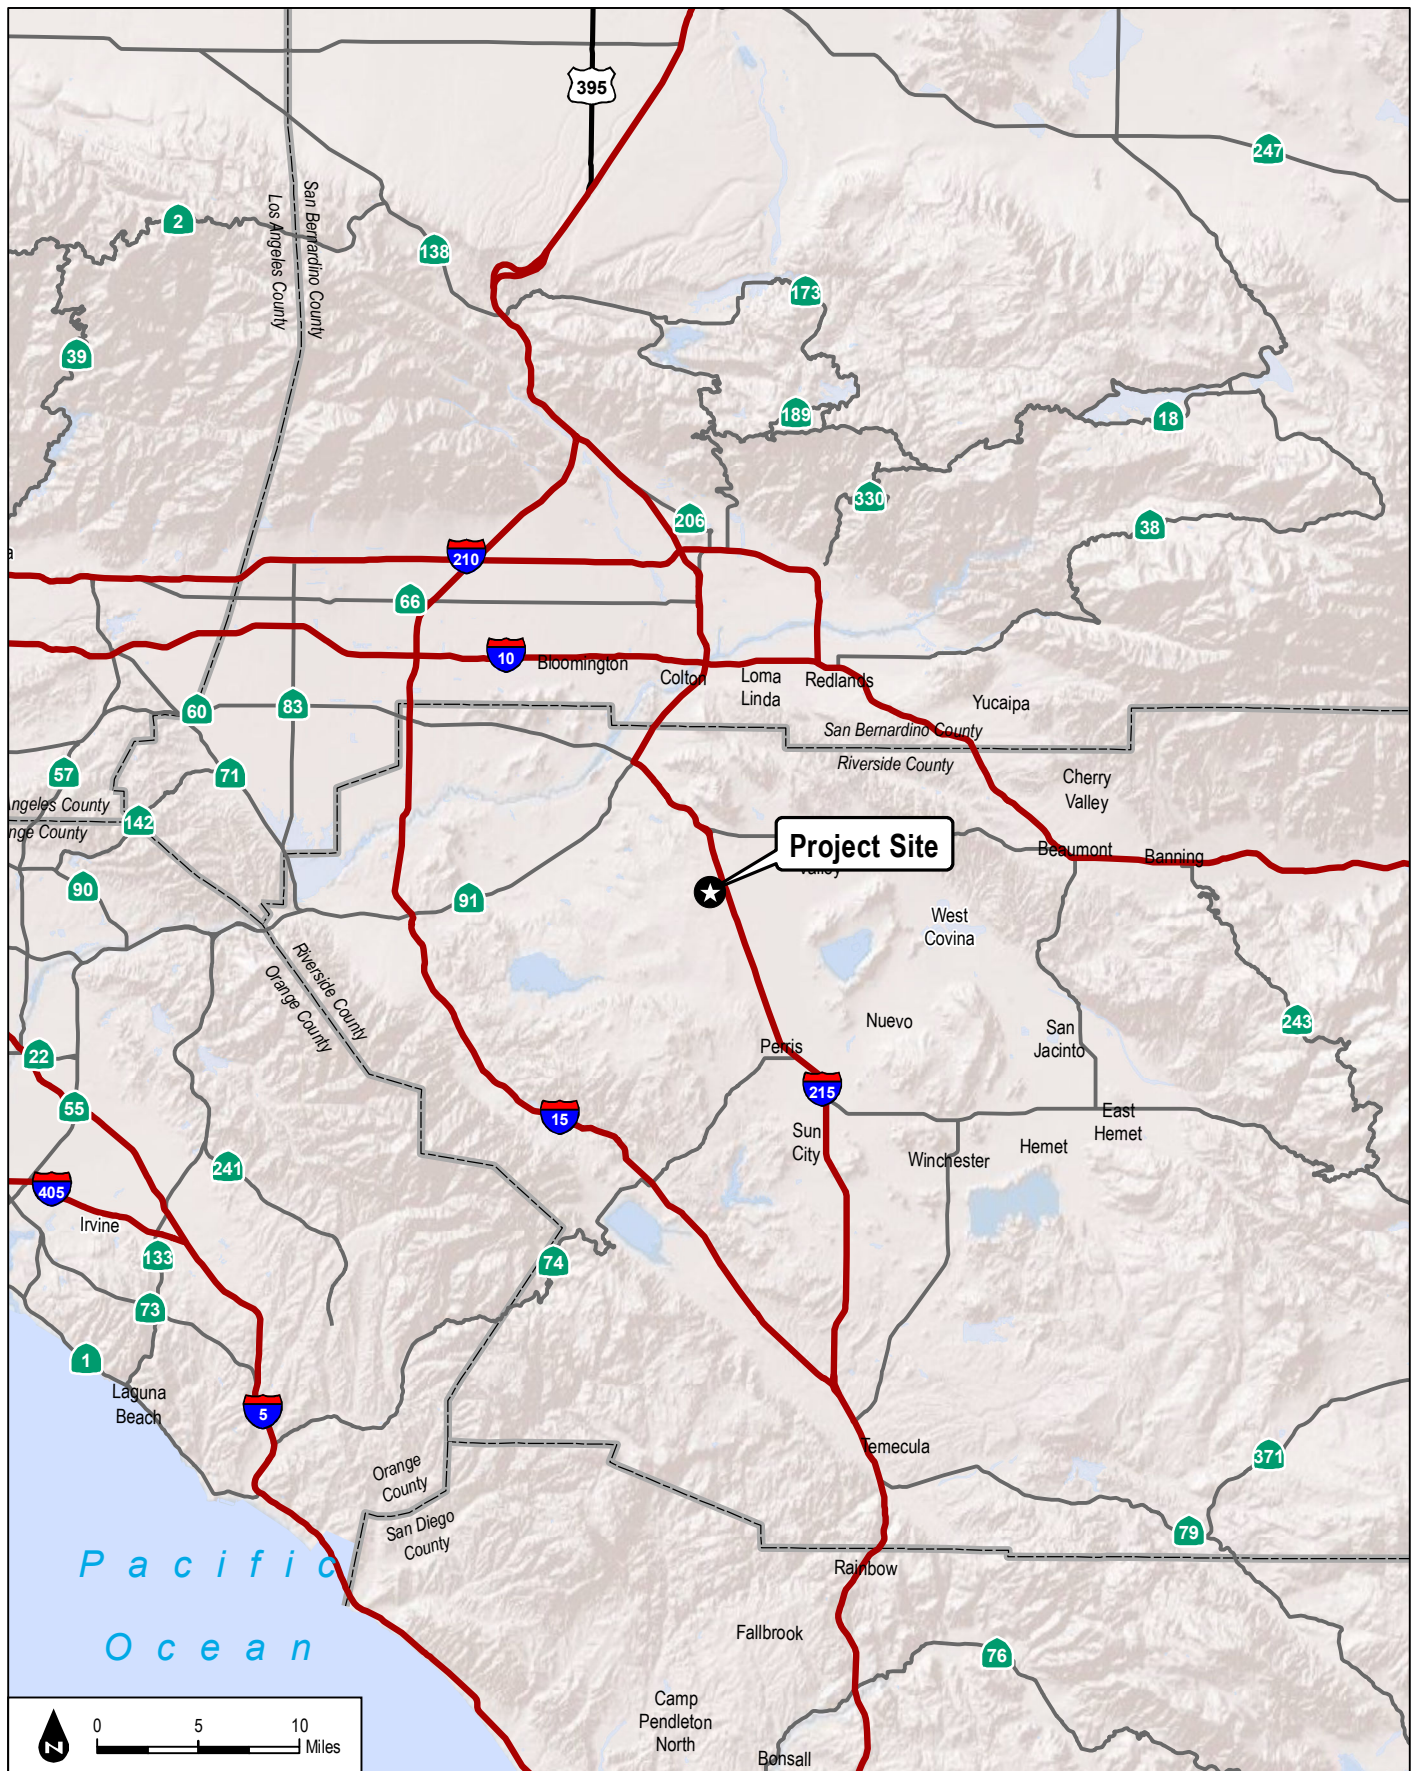 395
247
San Bernardino County
Los Angeles County
2
138
173
39
189
18
330
38
206
a
210
66
10
Bloomington
Colton
Loma
Linda
Redlands
Yucaipa
60
83
San Bernardino County
Riverside County
57
71
Cherry
Valley
Angeles County
142
nge County
Project Site
Valley
Beaumont
Banning
90
91
West
Covina
Riverside County
Orange County
Nuevo
243
San
Jacinto
22
Perris
215
55
15
East
Hemet
Sun
City
Hemet
Winchester
241
405
Irvine
133
74
73
1
Laguna
Beach
5
Temecula
371
Orange
County
San Diego
County
79
Pacific
Rainbow
Ocean
Fallbrook
76
Camp
Pendleton
North
Bonsall
N
0 5 10
Miles